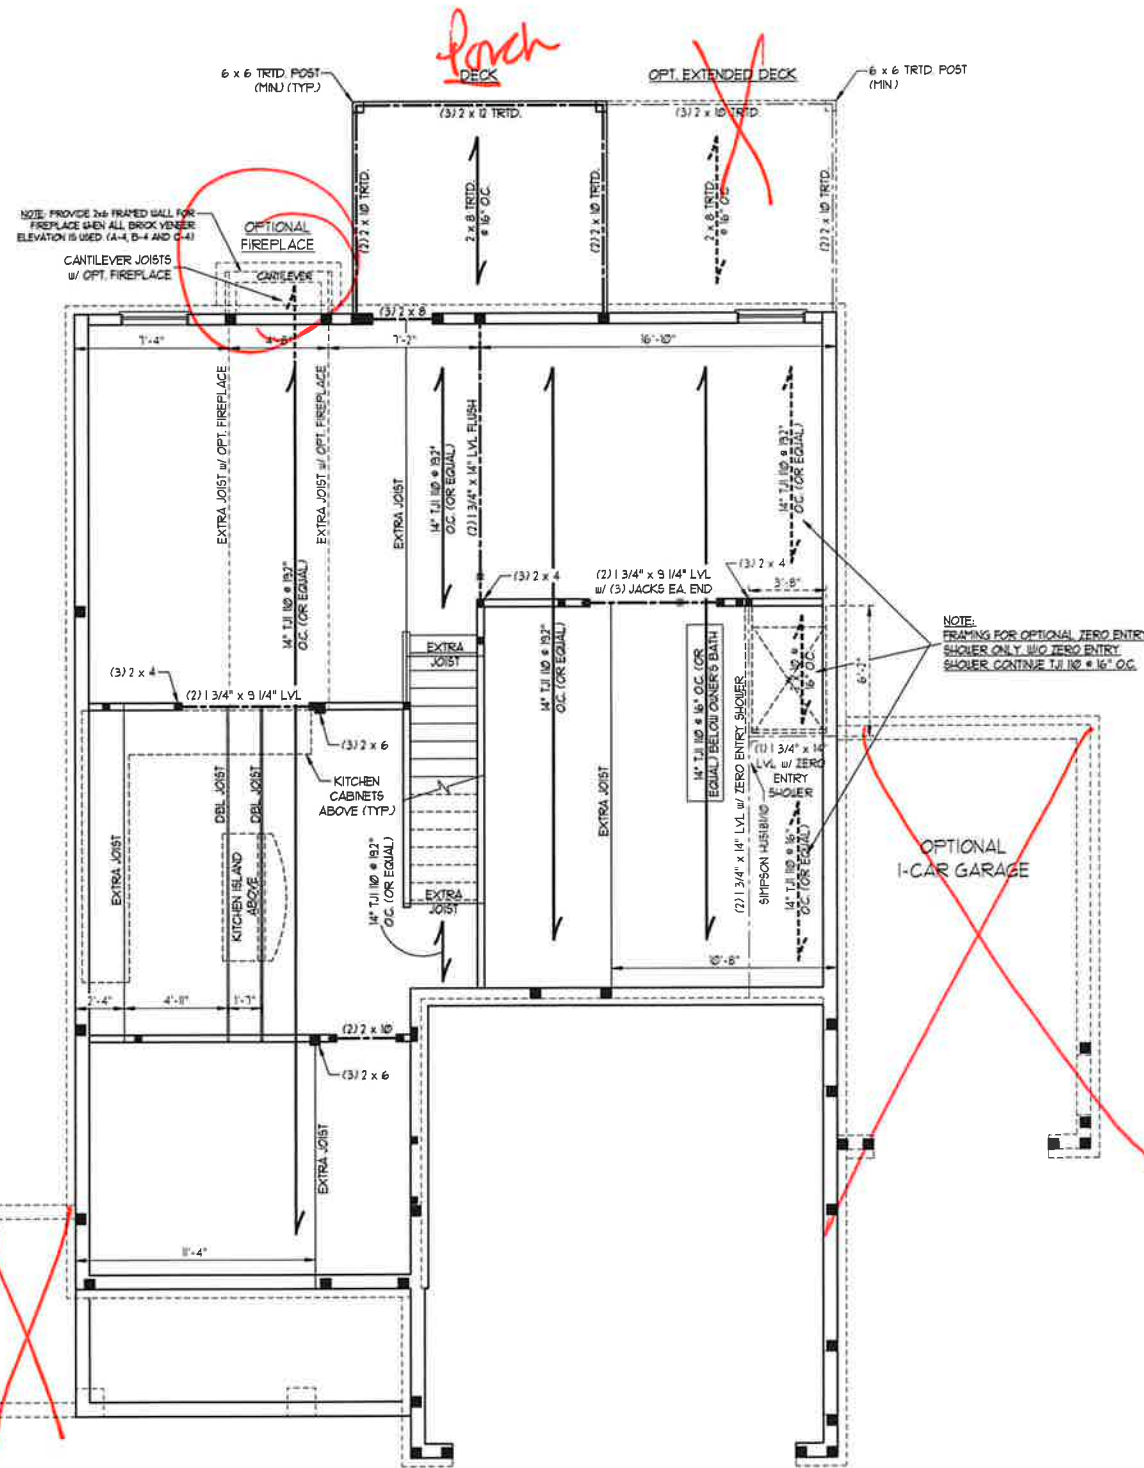 Porch
DECK
OPT. EXTENDED DECK
6 x 6 TRTD. POST
(MIN.) (TYP.)
6 x 6 TRTD. POST
(MIN.)
(3) 2 x 12 TRTD.
(3) 2 x 10 TRTD.
(2) 2 x 10 TRTD.
2 x 8 TRTD.
@ 16" O.C.
(2) 2 x 10 TRTD.
2 x 8 TRTD.
@ 16" O.C.
(2) 2 x 10 TRTD.
NOTE: PROVIDE 2x6 FRAMED WALL FOR
FIREPLACE WHEN ALL BRICK VENEER
ELEVATION IS USED. (A-4, B-4 AND C-4)
OPTIONAL
FIREPLACE
CANTILEVER JOISTS
w/ OPT. FIREPLACE
CANTILEVER
(3) 2 x 8
7'-4"
4'-8"
7'-2"
16'-10"
EXTRA JOIST w/ OPT. FIREPLACE
EXTRA JOIST w/ OPT. FIREPLACE
EXTRA JOIST
14" TJI 110 @ 19.2"
O.C. (OR EQUAL)
(2) 1 3/4" x 14" LVL FLUSH
14" TJI 110 @ 19.2"
O.C. (OR EQUAL)
14" TJI 110 @ 19.2"
O.C. (OR EQUAL)
(3) 2 x 4
(2) 1 3/4" x 9 1/4" LVL
w/ (3) JACKS EA. END
(3) 2 x 4
3'-8"
NOTE:
FRAMING FOR OPTIONAL ZERO ENTRY
SHOWER ONLY. W/O ZERO ENTRY
SHOWER CONTINUE TJI 110 @ 16" O.C.
EXTRA
JOIST
14" TJI 110 @ 19.2"
O.C. (OR EQUAL)
14" TJI 110 @ 16" O.C. (OR
EQUAL) BELOW OWNER'S BATH
2 x 10 @
16" O.C.
6'-2"
(3) 2 x 4
(2) 1 3/4" x 9 1/4" LVL
(3) 2 x 6
KITCHEN
CABINETS
ABOVE (TYP.)
(1) 1 3/4" x 14"
LVL w/ ZERO
ENTRY
SHOWER
(2) 1 3/4" x 14" LVL w/ ZERO ENTRY SHOWER
EXTRA JOIST
DBL JOIST
DBL JOIST
EXTRA JOIST
KITCHEN ISLAND
ABOVE
14" TJI 110 @ 19.2"
O.C. (OR EQUAL)
EXTRA
JOIST
14" TJI 110 @ 16"
O.C. (OR EQUAL)
OPTIONAL
1-CAR GARAGE
10'-8"
2'-4"
4'-11"
1'-7"
(2) 2 x 10
(3) 2 x 6
EXTRA JOIST
11'-4"